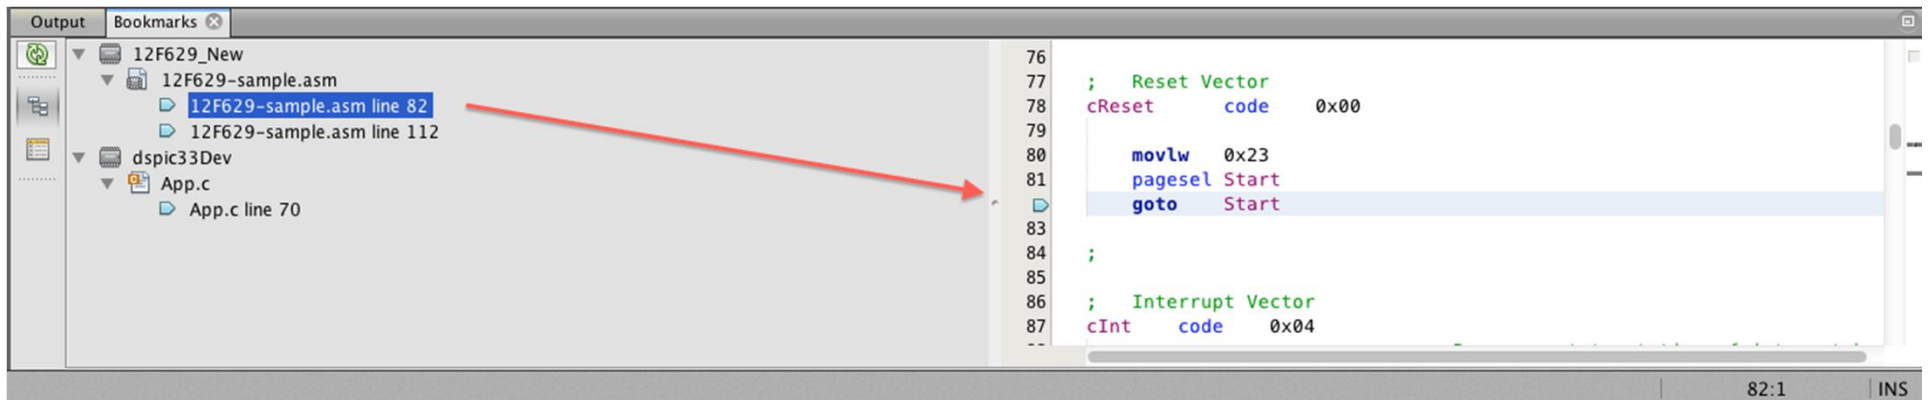 Output Bookmarks
12F629_New
12F629-sample.asm
12F629-sample.asm line 82
12F629-sample.asm line 112
dspic33Dev
App.c
App.c line 70
76
77 ; Reset Vector
78 cReset code 0x00
79
80 movlw 0x23
81 pagesel Start
goto Start
83
84 ;
85
86 ; Interrupt Vector
87 cInt code 0x04
82:1 INS